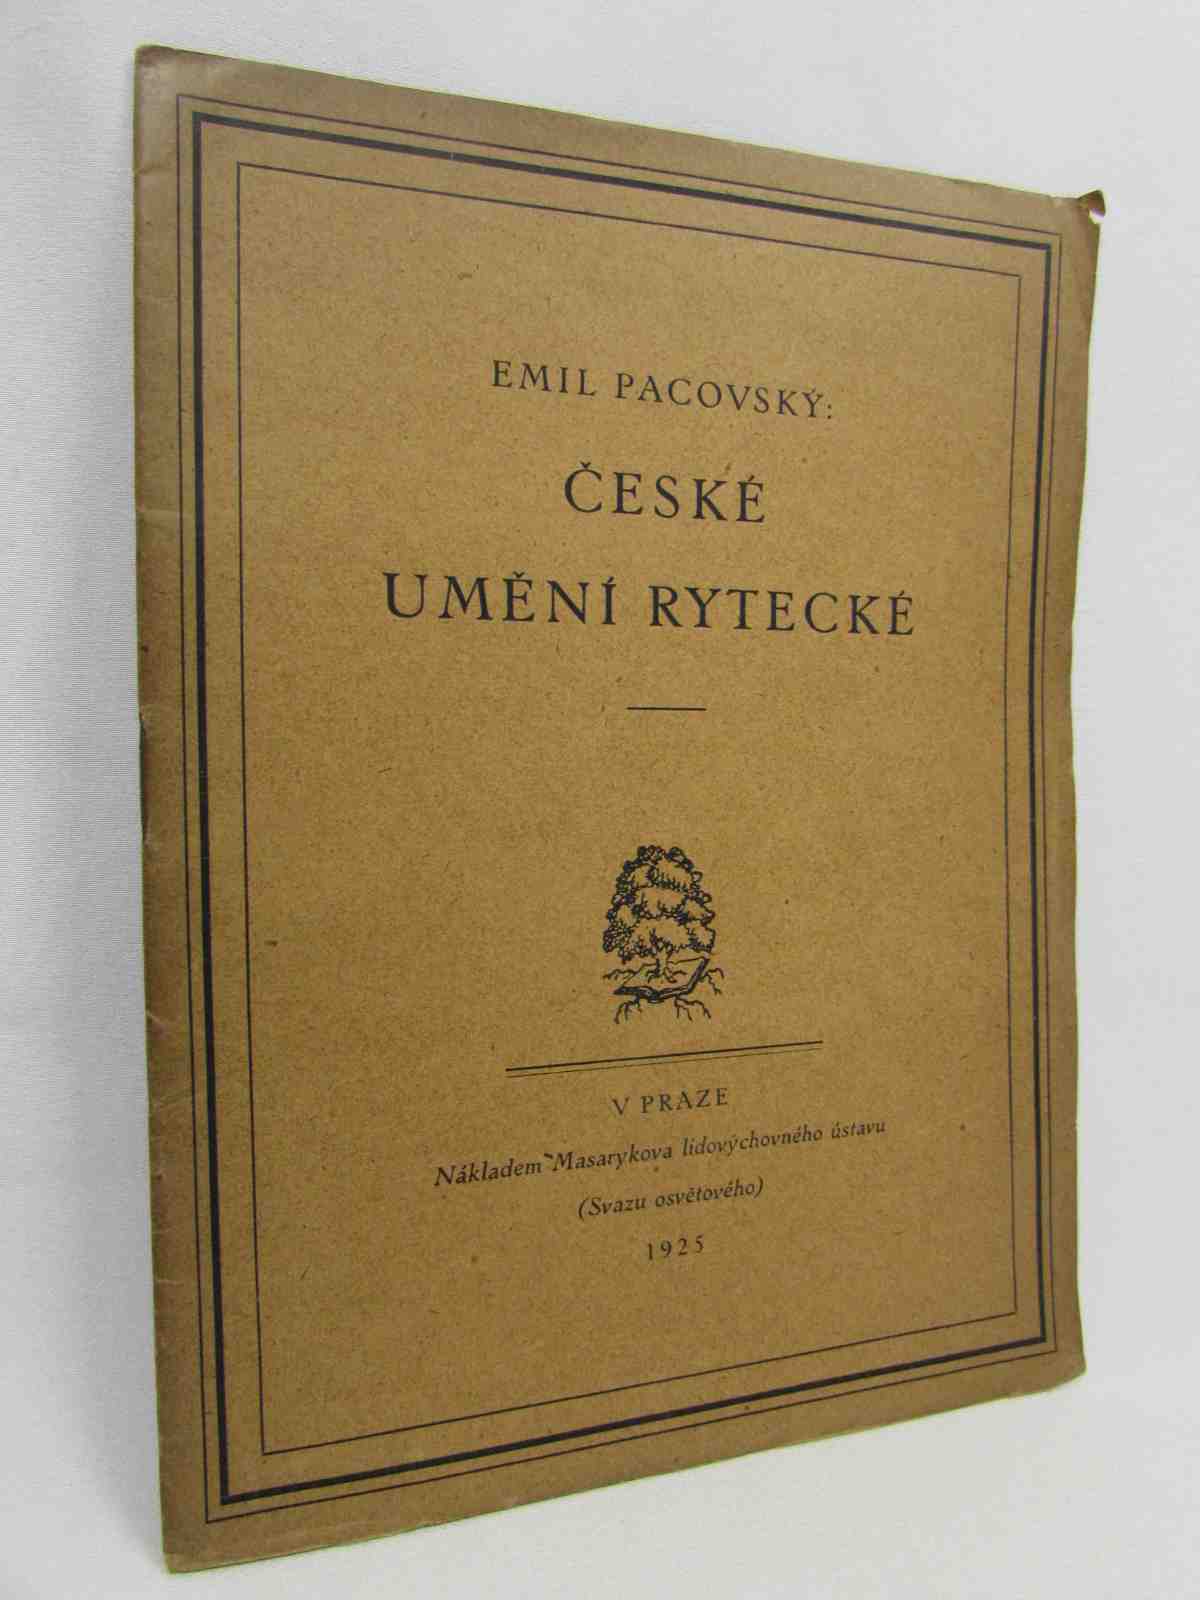 EMIL PACOVSKÝ:
ČESKÉ
UMĚNÍ RYTECKÉ
V PRAZE
Nákladem Masarykova lidovýchovného ústavu
(Svazu osvětového)
1925